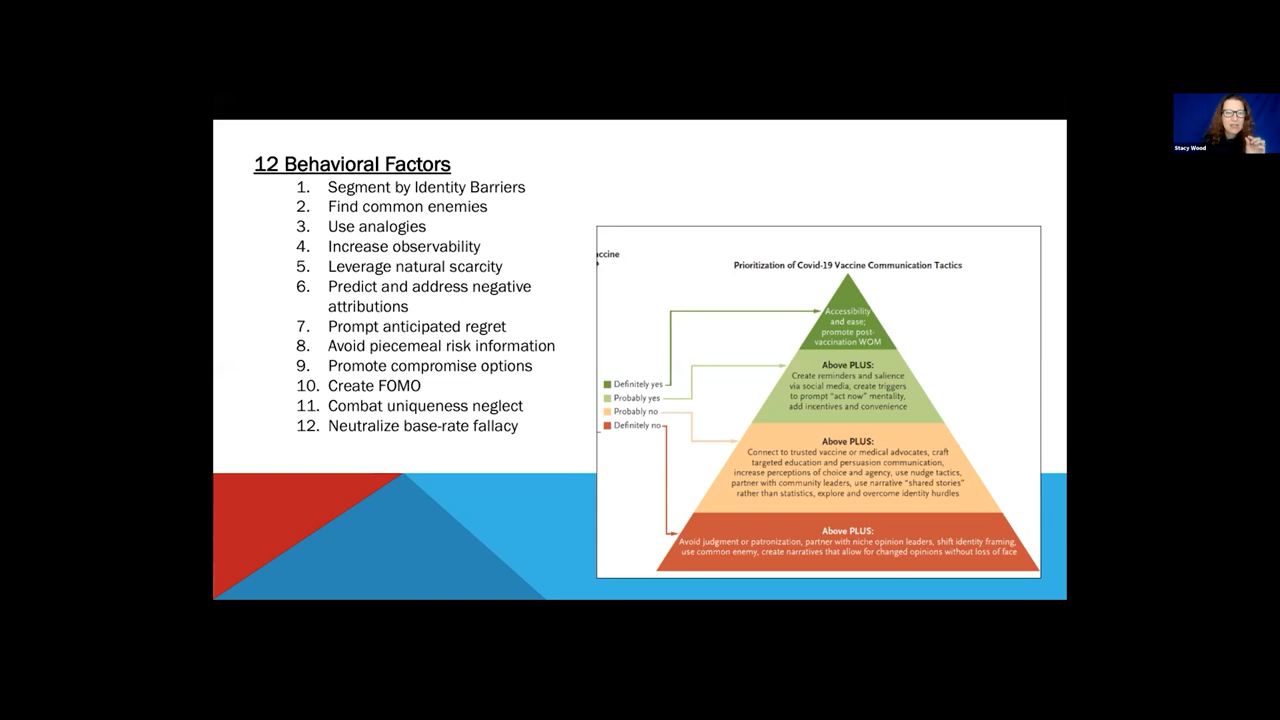 12 Behavioral Factors
1. Segment by Identity Barriers
2. Find common enemies
3. Use analogies
4. Increase observability
5. Leverage natural scarcity
6. Predict and address negative
attributions
7. Prompt anticipated regret
8. Avoid piecemeal risk information
9. Promote compromise options
10. Create FOMO
11. Combat uniqueness neglect
12. Neutralize base-rate fallacy
ccine
Prioritization of Covid-19 Vaccine Communication Tactics
Definitely yes
Probably yes
Probably no
Definitely no
Accessibility
and ease;
promote post-
vaccination WOM
Above PLUS:
Create reminders and salience
via social media, create triggers
to prompt “act now” mentality,
add incentives and convenience
Above PLUS:
Connect to trusted vaccine or medical advocates, craft
targeted education and persuasion communication,
increase perceptions of choice and agency, use nudge tactics,
partner with community leaders, use narrative “shared stories”
rather than statistics, explore and overcome identity hurdles
Above PLUS:
Avoid judgment or patronization, partner with niche opinion leaders, shift identity framing,
use common enemy, create narratives that allow for changed opinions without loss of face
Stacy Wood